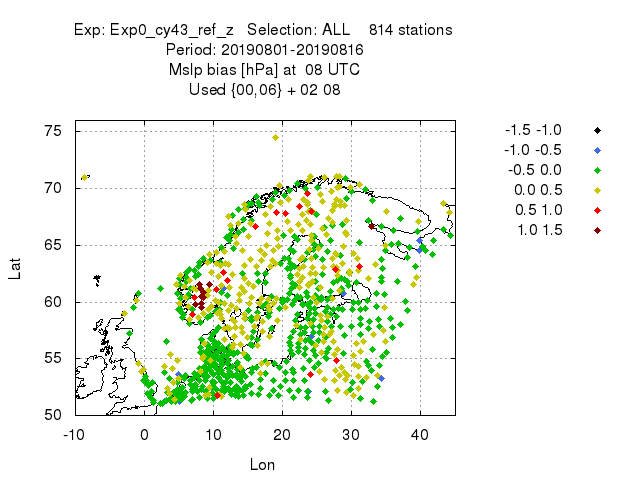 Exp: Exp0_cy43_ref_z   Selection: ALL    814 stations
Period: 20190801-20190816
Mslp bias [hPa] at  08 UTC
Used {00,06} + 02 08
-1.5 -1.0
-1.0 -0.5
-0.5 0.0
0.0 0.5
0.5 1.0
1.0 1.5
75
70
65
60
55
50
Lat
-10 0 10 20 30 40
Lon